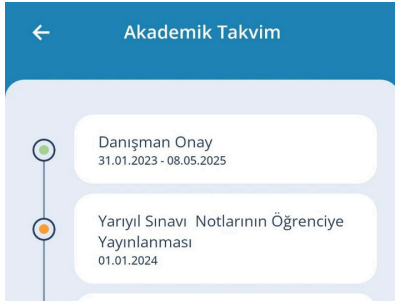 Akademik Takvim
Danışman Onay
31.01.2023 - 08.05.2025
Yarıyıl Sınavı  Notlarının Öğrenciye
Yayınlanması
01.01.2024